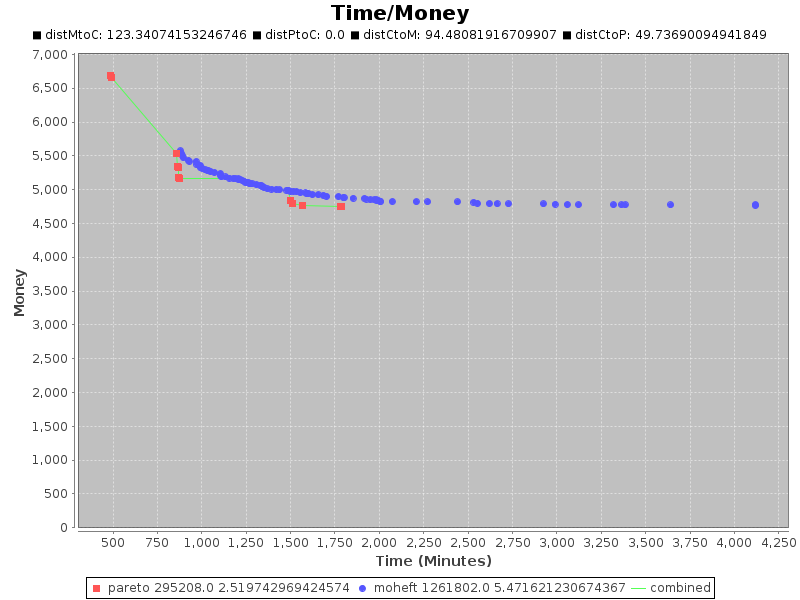 Time/Money
distMtoC: 123.34074153246746 distPtoC: 0.0 distCtoM: 94.48081916709907 distCtoP: 49.73690094941849
7,000
6,500
6,000
5,500
5,000
4,500
4,000
3,500
3,000
2,500
2,000
1,500
1,000
500
0
Money
500 750 1,000 1,250 1,500 1,750 2,000 2,250 2,500 2,750 3,000 3,250 3,500 3,750 4,000 4,250
Time (Minutes)
pareto 295208.0 2.519742969424574 moheft 1261802.0 5.471621230674367 combined